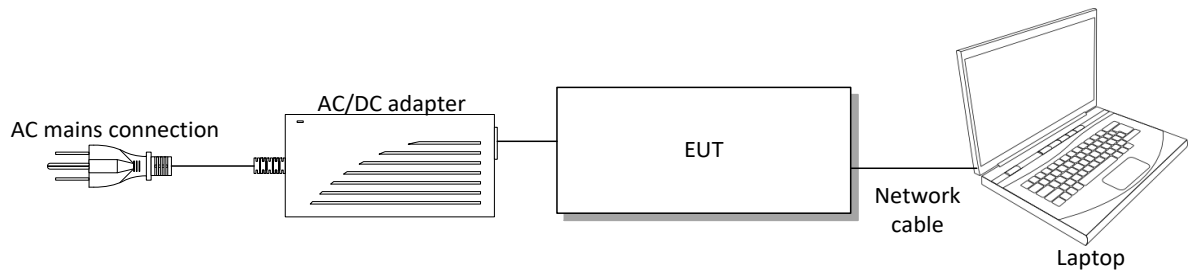 AC mains connection
AC/DC adapter
EUT
Network
cable
Laptop